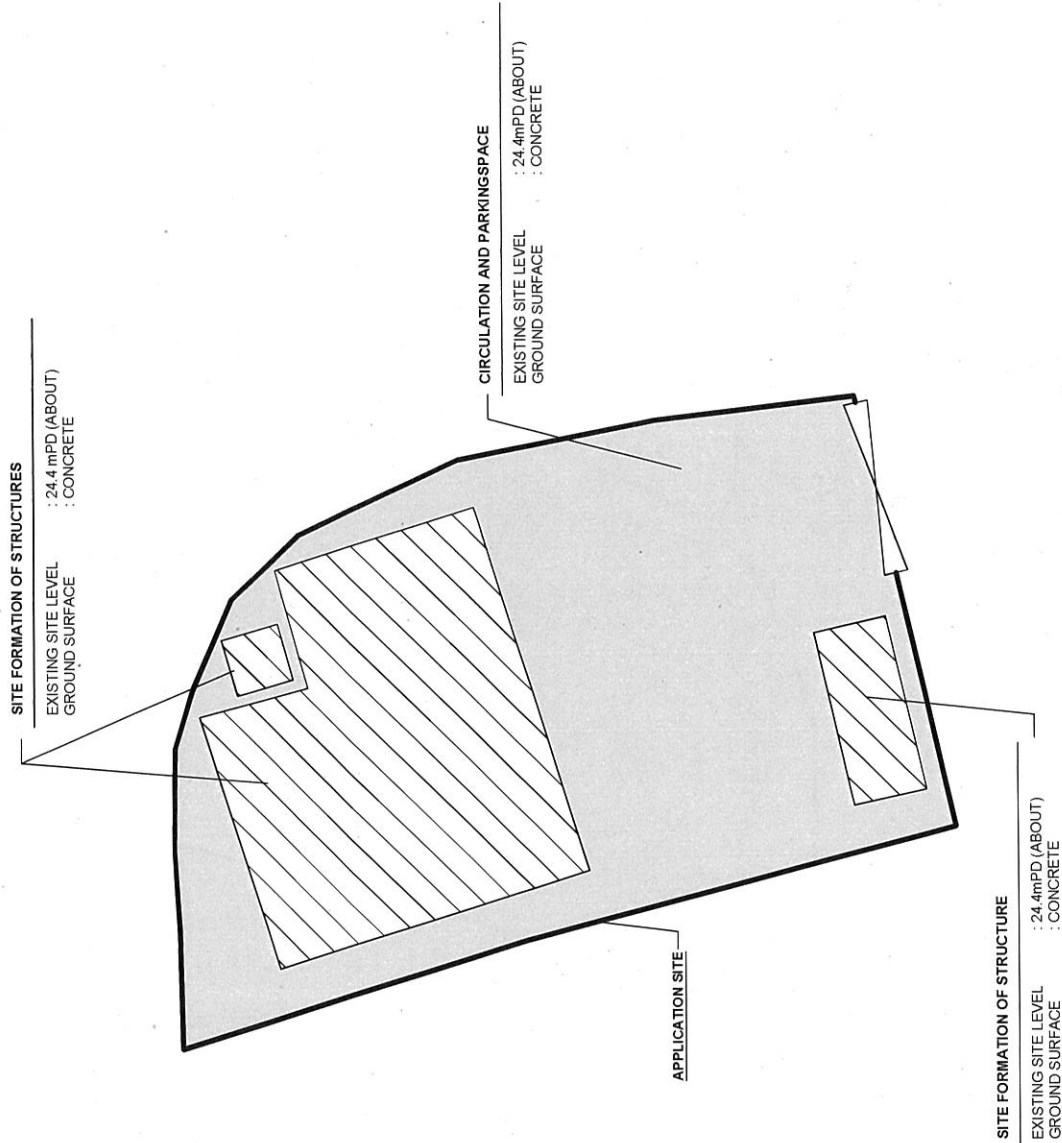 SITE FORMATION OF STRUCTURES
EXISTING SITE LEVEL : 24.4 mPD (ABOUT)
GROUND SURFACE : CONCRETE
CIRCULATION AND PARKINGSPACE
EXISTING SITE LEVEL : 24.4mPD (ABOUT)
GROUND SURFACE : CONCRETE
APPLICATION SITE
SITE FORMATION OF STRUCTURE
EXISTING SITE LEVEL : 24.4mPD (ABOUT)
GROUND SURFACE : CONCRETE